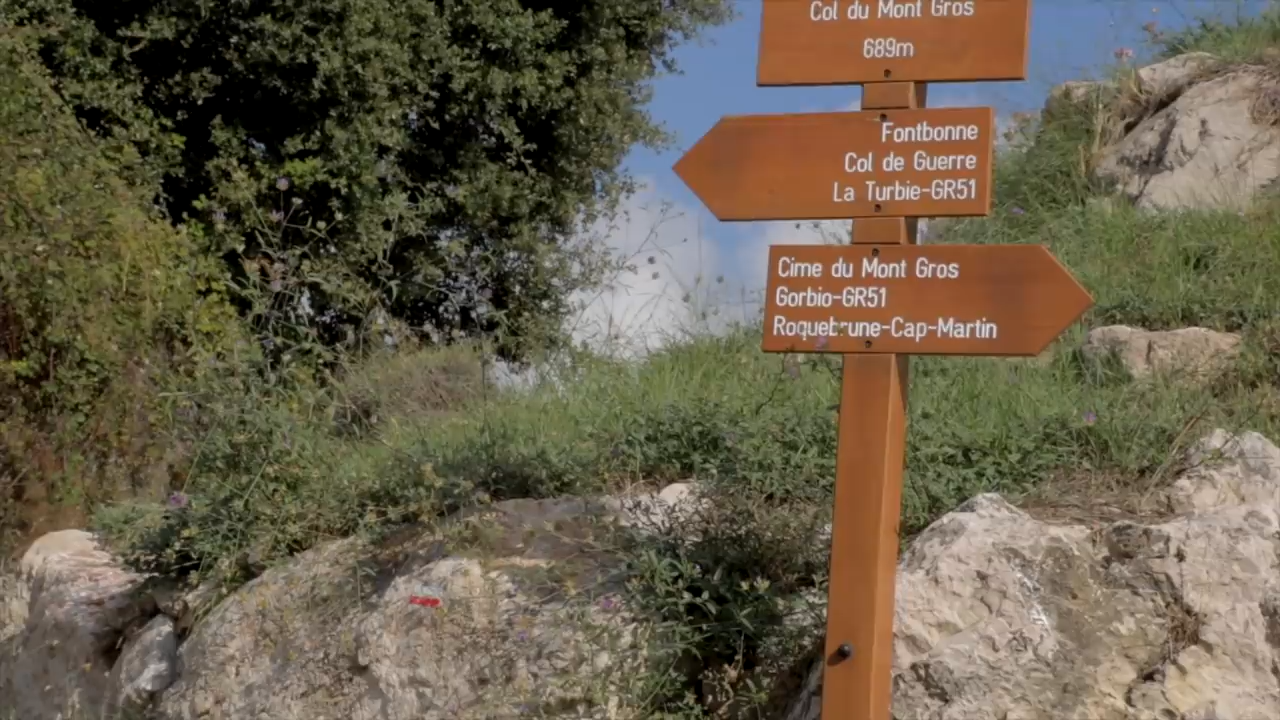 Col du Mont Gros
689m
Fontbonne
Col de Guerre
La Turbie-GR51
Cime du Mont Gros
Gorbio-GR51
Roquebrune-Cap-Martin